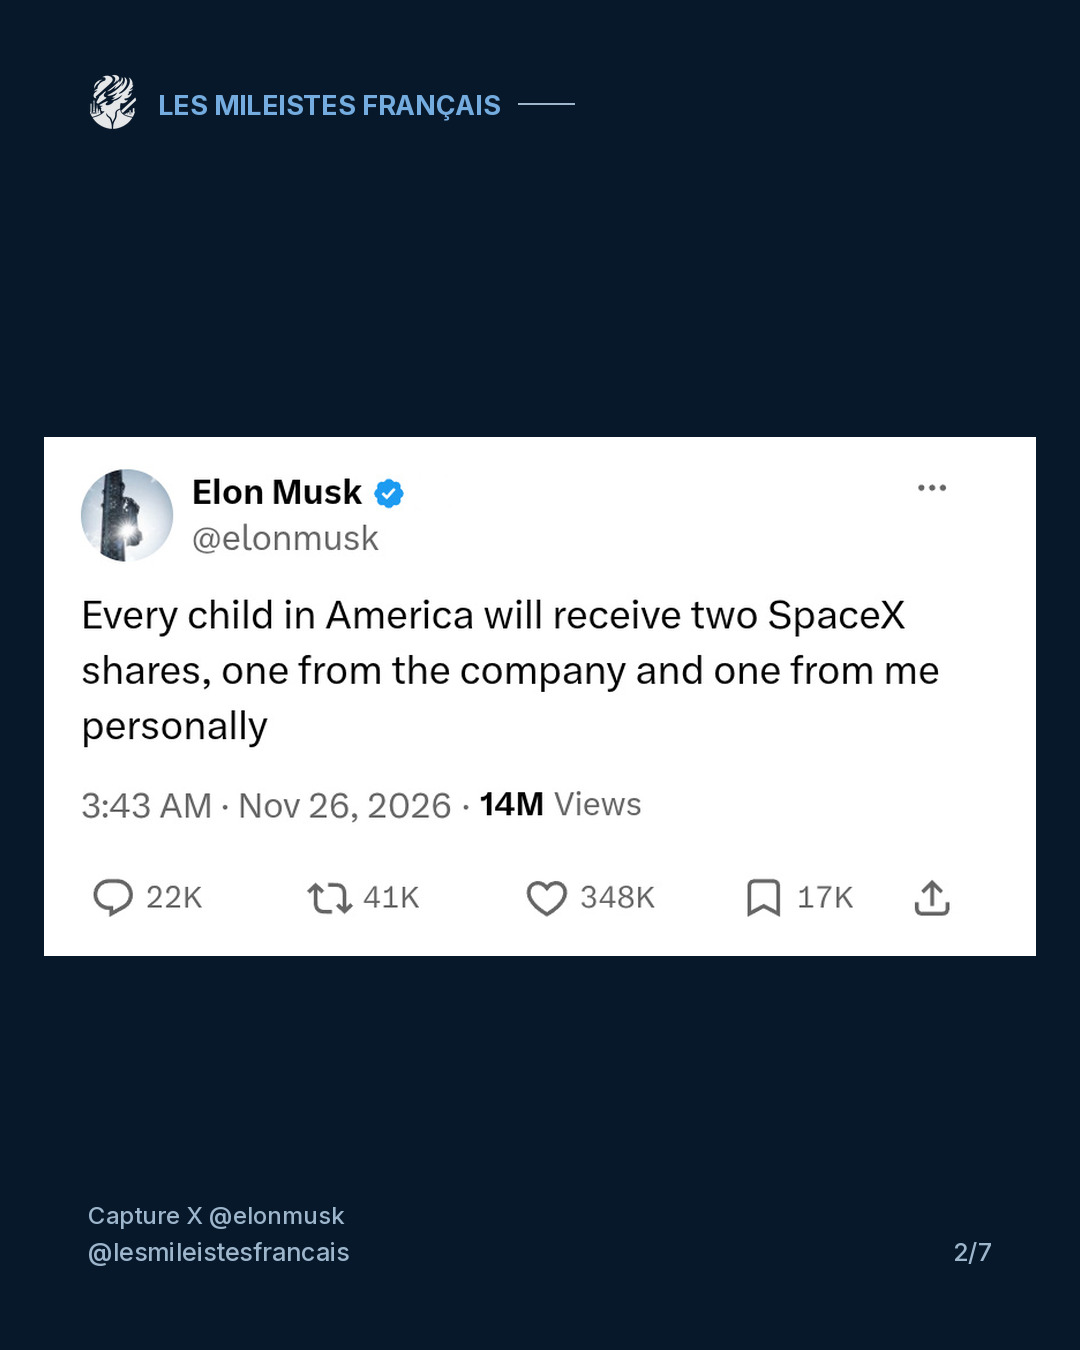 LES MILEISTES FRANÇAIS
Elon Musk
@elonmusk
Every child in America will receive two SpaceX
shares, one from the company and one from me
personally
3:43 AM · Nov 26, 2026 · 14M Views
22K 41K 348K 17K
Capture X @elonmusk
@lesmileistesfrancais
2/7